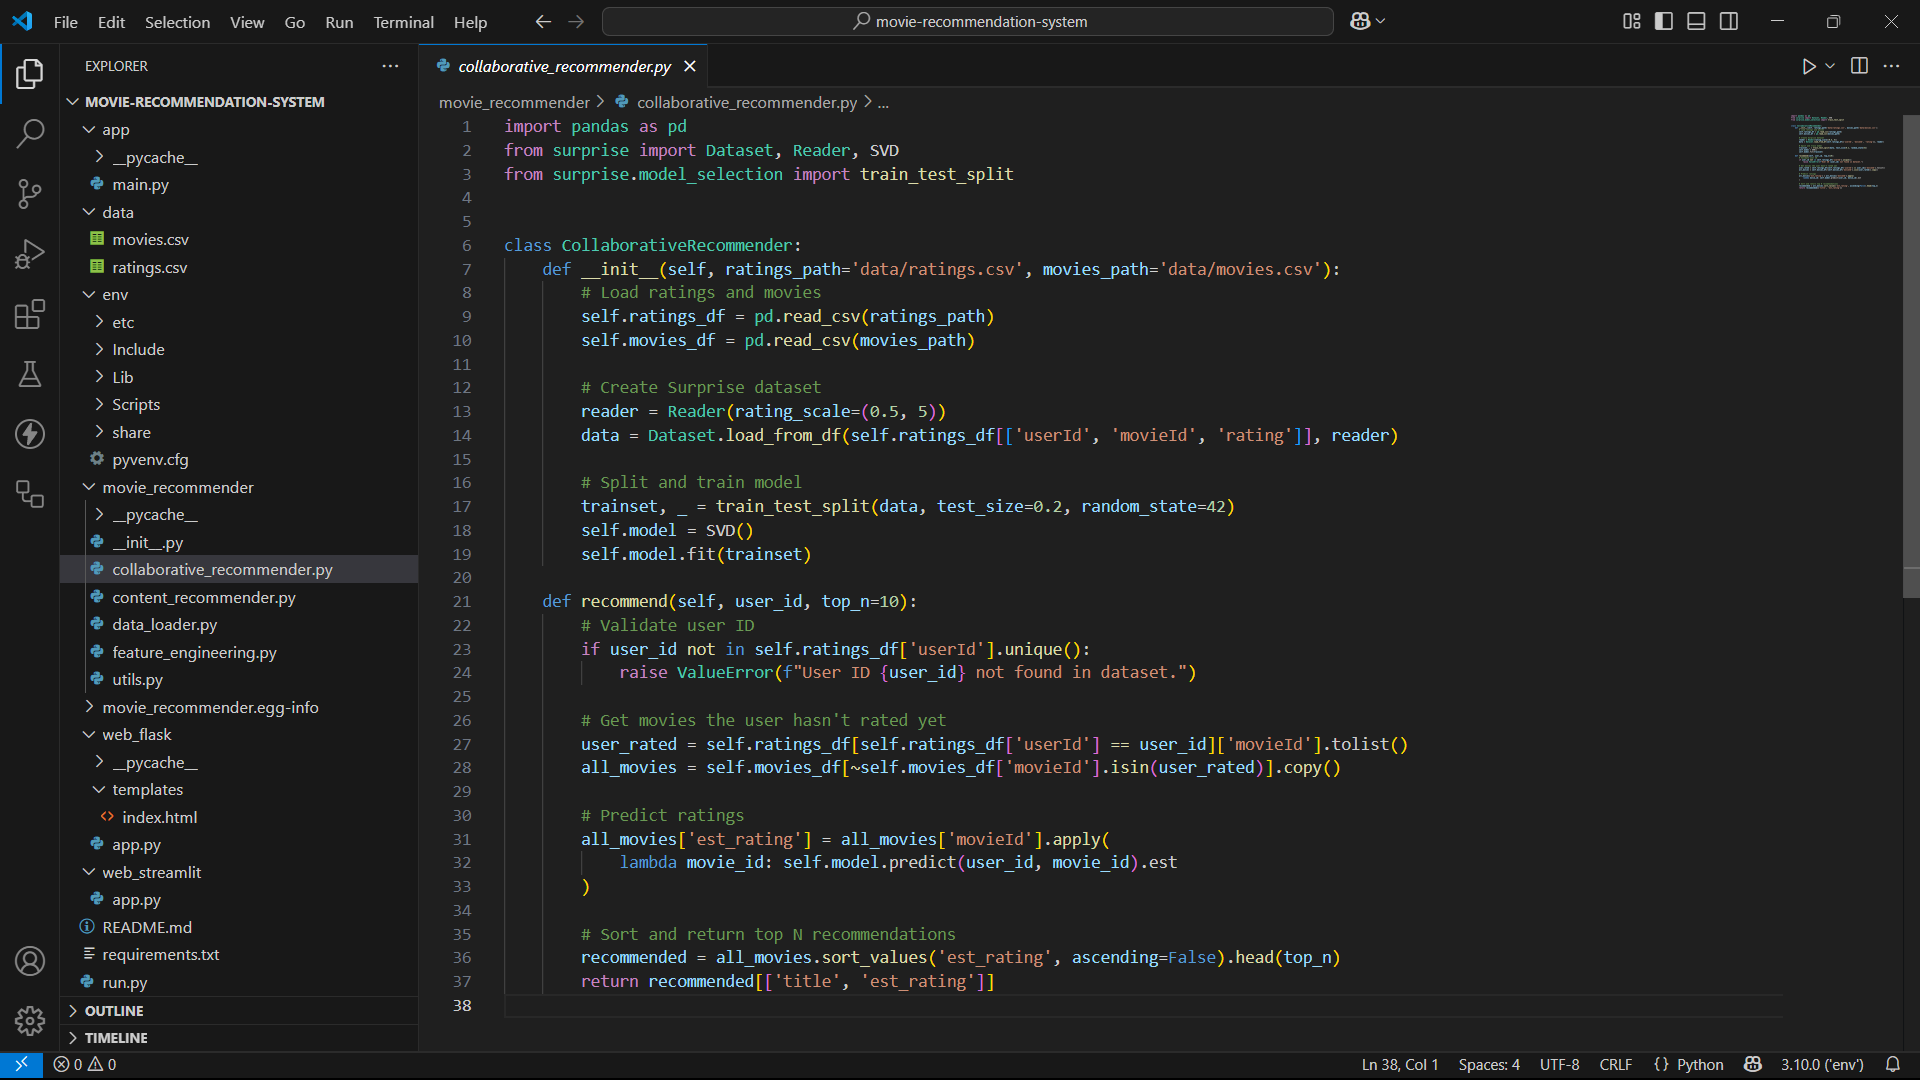 File Edit Selection View Go Run Terminal Help
movie-recommendation-system
EXPLORER
MOVIE-RECOMMENDATION-SYSTEM
app
__pycache__
main.py
data
movies.csv
ratings.csv
env
etc
Include
Lib
Scripts
share
pyvenv.cfg
movie_recommender
__pycache__
__init__.py
collaborative_recommender.py
content_recommender.py
data_loader.py
feature_engineering.py
utils.py
movie_recommender.egg-info
web_flask
__pycache__
templates
index.html
app.py
web_streamlit
app.py
README.md
requirements.txt
run.py
OUTLINE
TIMELINE
collaborative_recommender.py
movie_recommender > collaborative_recommender.py > ...
1 import pandas as pd
2 from surprise import Dataset, Reader, SVD
3 from surprise.model_selection import train_test_split
4
5
6 class CollaborativeRecommender:
7     def __init__(self, ratings_path='data/ratings.csv', movies_path='data/movies.csv'):
8         # Load ratings and movies
9         self.ratings_df = pd.read_csv(ratings_path)
10         self.movies_df = pd.read_csv(movies_path)
11
12         # Create Surprise dataset
13         reader = Reader(rating_scale=(0.5, 5))
14         data = Dataset.load_from_df(self.ratings_df[['userId', 'movieId', 'rating']], reader)
15
16         # Split and train model
17         trainset, _ = train_test_split(data, test_size=0.2, random_state=42)
18         self.model = SVD()
19         self.model.fit(trainset)
20
21     def recommend(self, user_id, top_n=10):
22         # Validate user ID
23         if user_id not in self.ratings_df['userId'].unique():
24             raise ValueError(f"User ID {user_id} not found in dataset.")
25
26         # Get movies the user hasn't rated yet
27         user_rated = self.ratings_df[self.ratings_df['userId'] == user_id]['movieId'].tolist()
28         all_movies = self.movies_df[~self.movies_df['movieId'].isin(user_rated)].copy()
29
30         # Predict ratings
31         all_movies['est_rating'] = all_movies['movieId'].apply(
32             lambda movie_id: self.model.predict(user_id, movie_id).est
33         )
34
35         # Sort and return top N recommendations
36         recommended = all_movies.sort_values('est_rating', ascending=False).head(top_n)
37         return recommended[['title', 'est_rating']]
38
0 0 Ln 38, Col 1 Spaces: 4 UTF-8 CRLF {} Python 3.10.0 ('env')